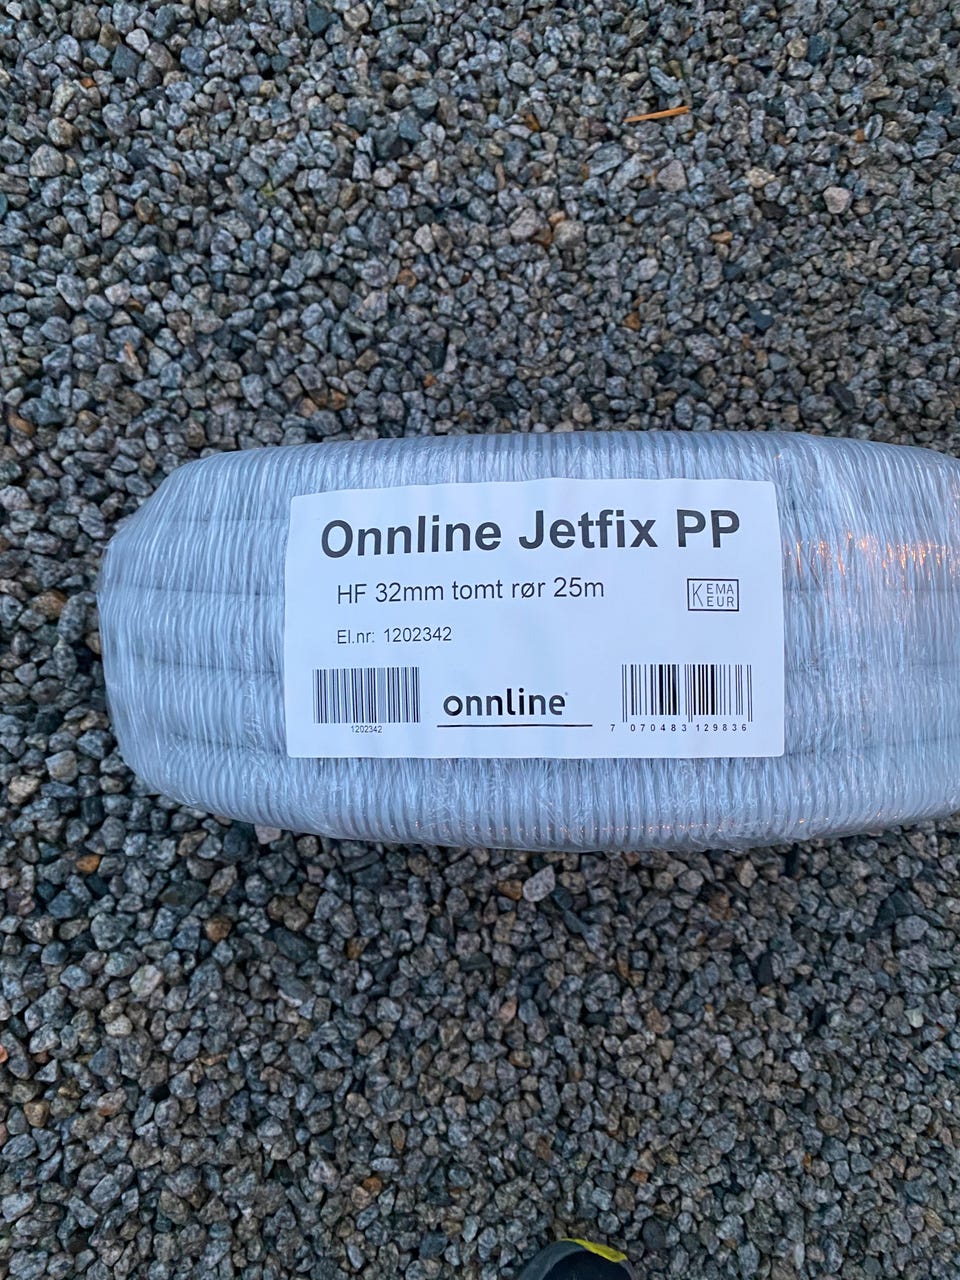 Onnline Jetfix PP
HF 32mm tomt rør 25m
KEMA
KEUR
El.nr: 1202342
1202342
onnline®
7 070483 129836